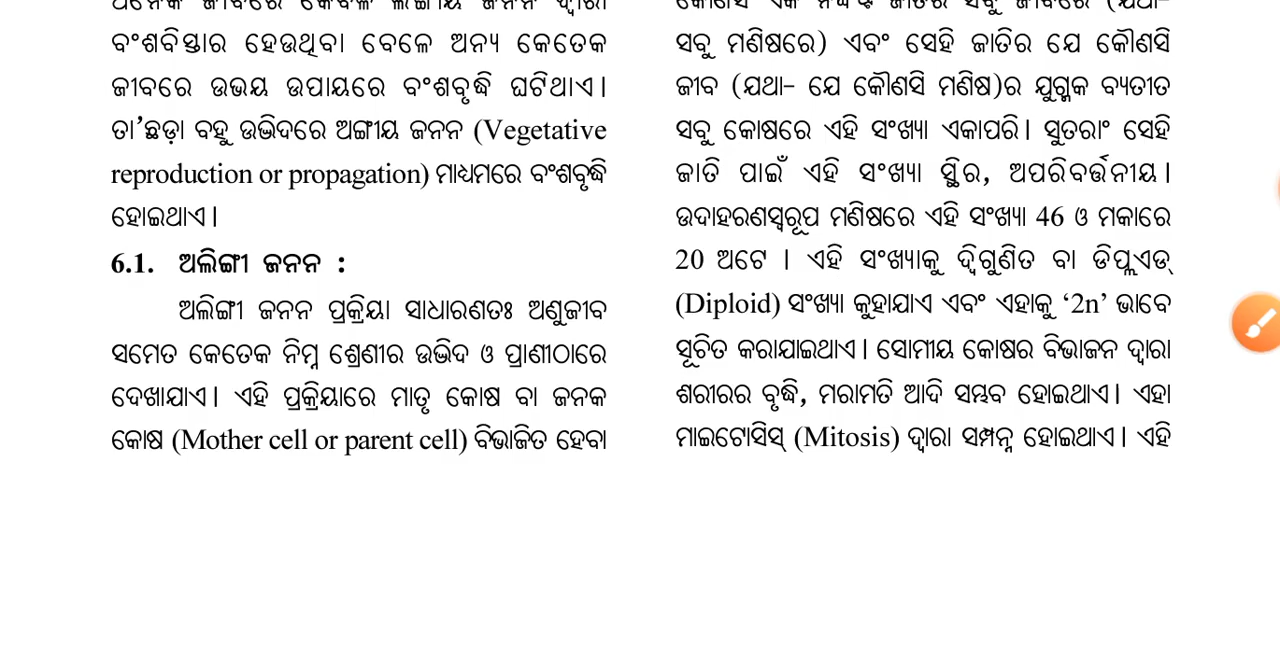 ବଂଶବିସ୍ତାର ହେଉଥିବା ବେଳେ ଅନ୍ୟ କେତେକ
ଜୀବରେ ଉଭୟ ଉପାୟରେ ବଂଶବୃଦ୍ଧି ଘଟିଥାଏ।
ତା'ଛଡ଼ା ବହୁ ଉଦ୍ଭିଦରେ ଅଙ୍ଗୀୟ ଜନନ (Vegetative
reproduction or propagation) ମାଧ୍ୟମରେ ବଂଶବୃଦ୍ଧି
ହୋଇଥାଏ।
6.1. ଅଲିଙ୍ଗୀ ଜନନ :
ଅଲିଙ୍ଗୀ ଜନନ ପ୍ରକ୍ରିୟା ସାଧାରଣତଃ ଅଣୁଜୀବ
ସମେତ କେତେକ ନିମ୍ନ ଶ୍ରେଣୀର ଉଦ୍ଭିଦ ଓ ପ୍ରାଣୀଠାରେ
ଦେଖାଯାଏ। ଏହି ପ୍ରକ୍ରିୟାରେ ମାତୃ କୋଷ ବା ଜନକ
କୋଷ (Mother cell or parent cell) ବିଭାଜିତ ହେବା
ସବୁ ମଣିଷରେ) ଏବଂ ସେହି ଜାତିର ଯେ କୌଣସି
ଜୀବ (ଯଥା- ଯେ କୌଣସି ମଣିଷ)ର ଯୁଗ୍ମକ ବ୍ୟତୀତ
ସବୁ କୋଷରେ ଏହି ସଂଖ୍ୟା ଏକାପରି। ସୁତରାଂ ସେହି
ଜାତି ପାଇଁ ଏହି ସଂଖ୍ୟା ସ୍ଥିର, ଅପରିବର୍ତ୍ତନୀୟ।
ଉଦାହରଣସ୍ୱରୂପ ମଣିଷରେ ଏହି ସଂଖ୍ୟା 46 ଓ ମକାରେ
20 ଅଟେ । ଏହି ସଂଖ୍ୟାକୁ ଦ୍ୱିଗୁଣିତ ବା ଡିପ୍ଲଏଡ୍
(Diploid) ସଂଖ୍ୟା କୁହାଯାଏ ଏବଂ ଏହାକୁ ‘2n’ ଭାବେ
ସୂଚିତ କରାଯାଇଥାଏ। ସୋମୀୟ କୋଷର ବିଭାଜନ ଦ୍ୱାରା
ଶରୀରର ବୃଦ୍ଧି, ମରାମତି ଆଦି ସମ୍ଭବ ହୋଇଥାଏ। ଏହା
ମାଇଟୋସିସ୍ (Mitosis) ଦ୍ୱାରା ସମ୍ପନ୍ନ ହୋଇଥାଏ। ଏହି